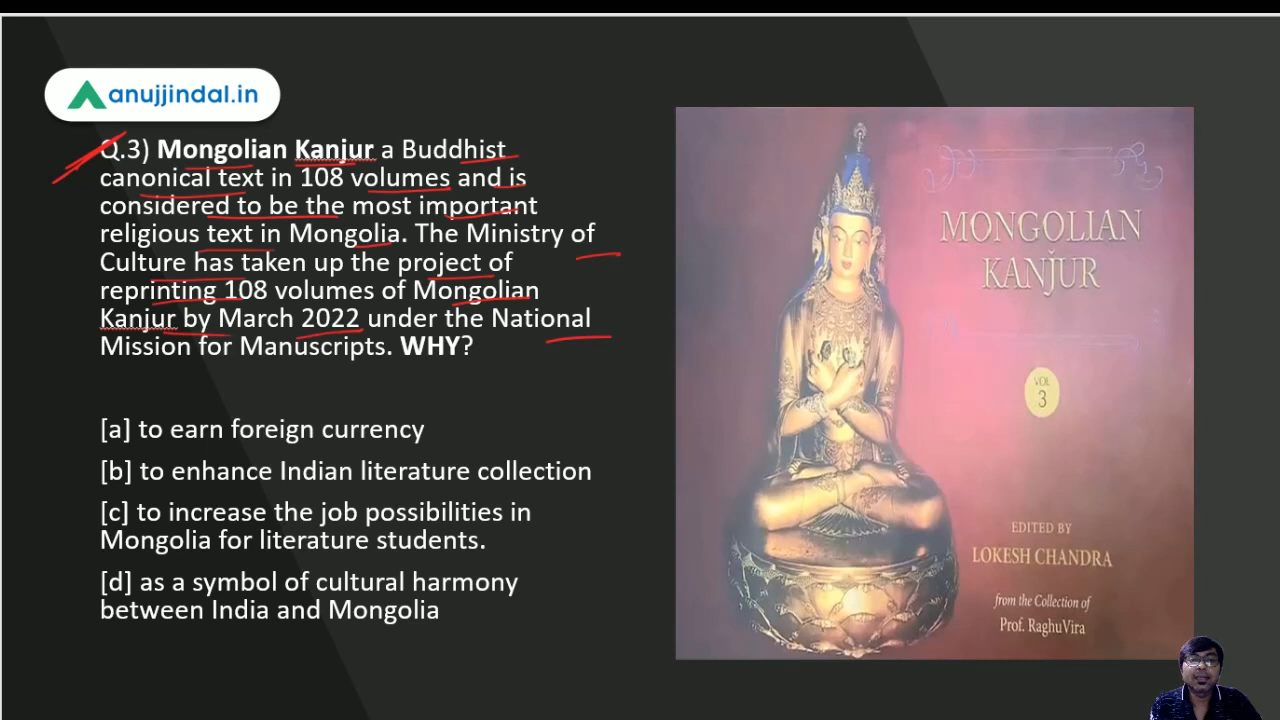 anujjindal.in
Q.3) Mongolian Kanjur a Buddhist
canonical text in 108 volumes and is
considered to be the most important
religious text in Mongolia. The Ministry of
Culture has taken up the project of
reprinting 108 volumes of Mongolian
Kanjur by March 2022 under the National
Mission for Manuscripts. WHY?
[a] to earn foreign currency
[b] to enhance Indian literature collection
[c] to increase the job possibilities in
Mongolia for literature students.
[d] as a symbol of cultural harmony
between India and Mongolia
MONGOLIAN
KANJUR
VOL
3
EDITED BY
LOKESH CHANDRA
from the Collection of
Prof. RaghuVira